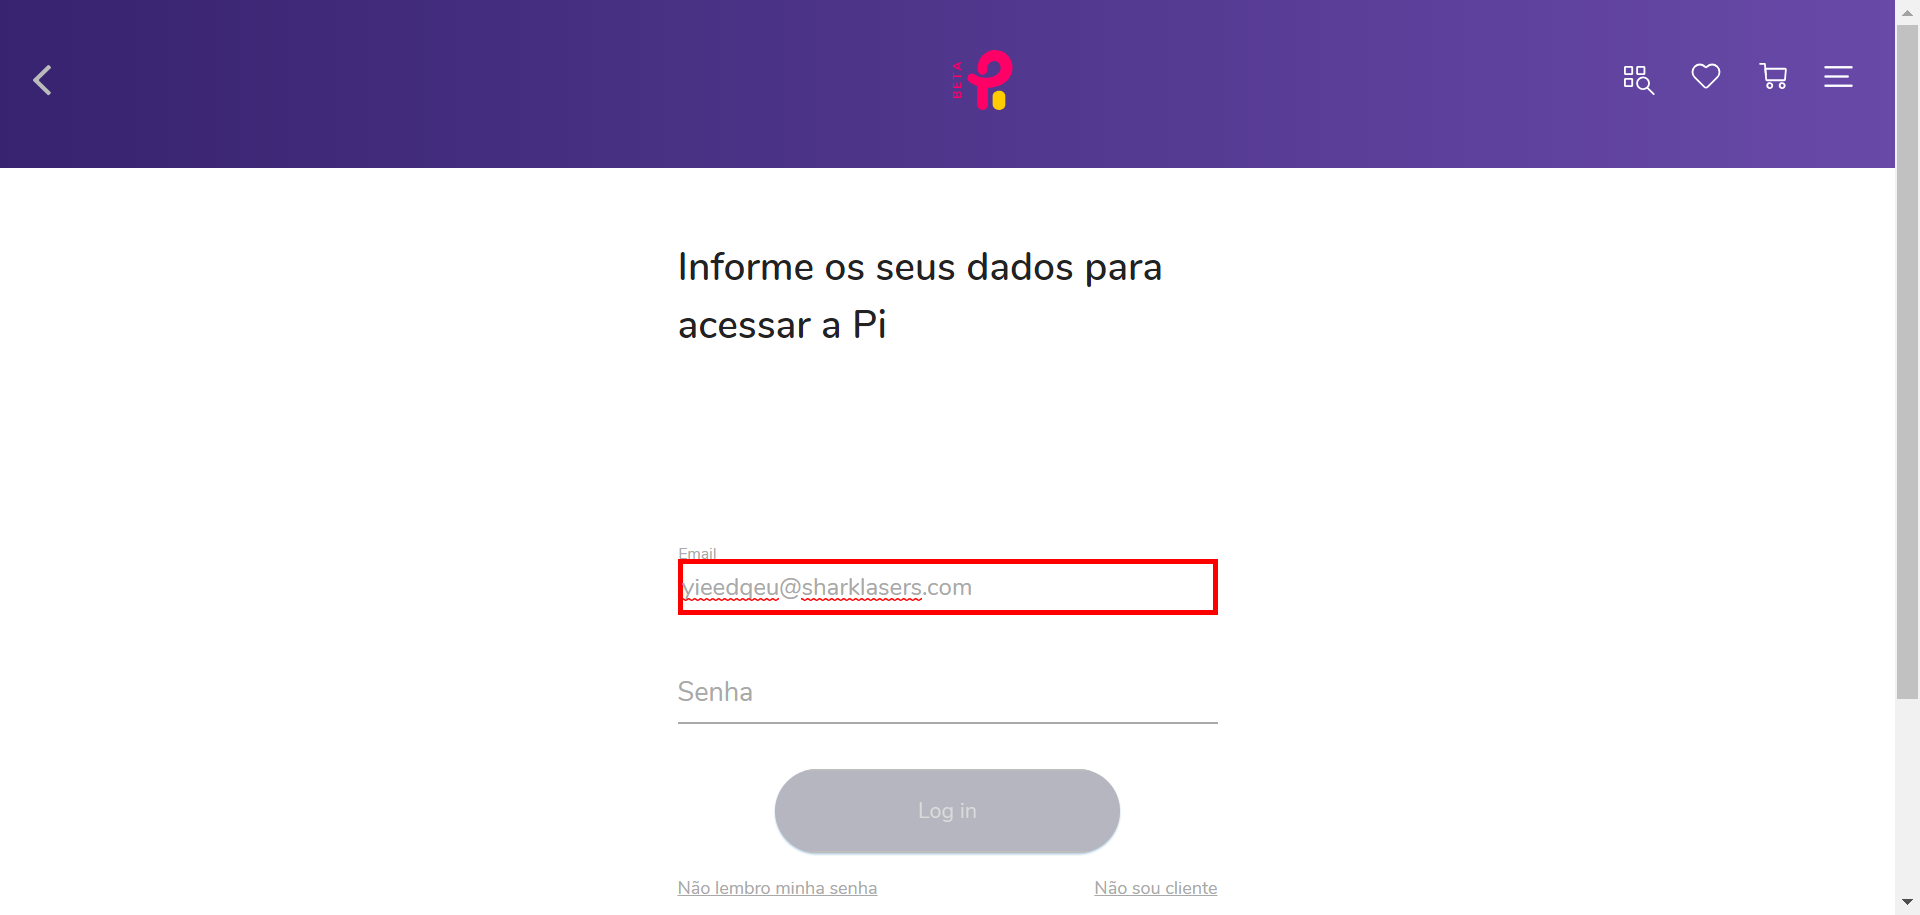 BETA
Informe os seus dados para
acessar a Pi
Email
yieedqeu@sharklasers.com
Senha
Log in
Não lembro minha senha
Não sou cliente